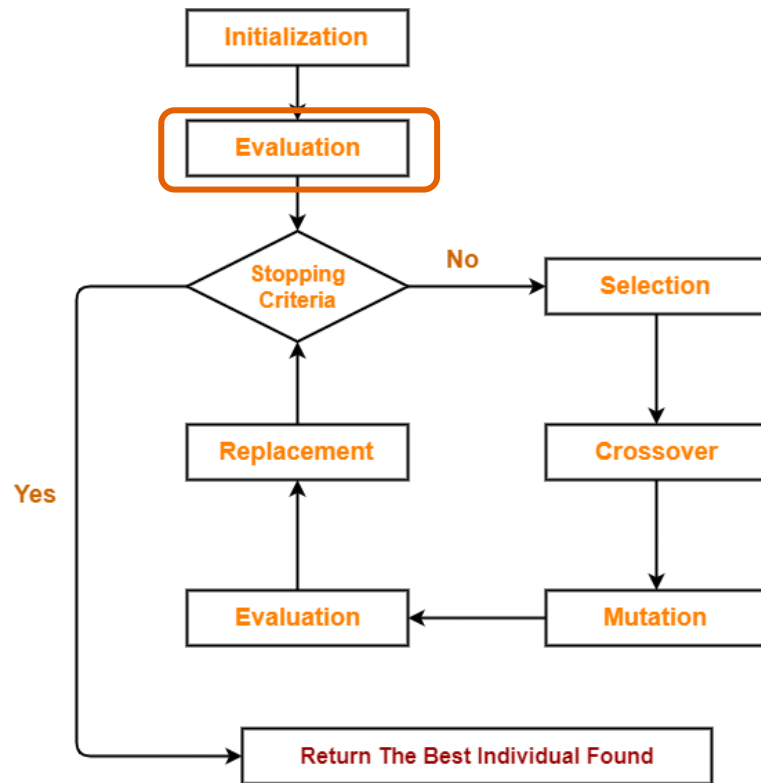 Initialization
Evaluation
Stopping
Criteria
No
Selection
Replacement
Crossover
Yes
Evaluation
Mutation
Return The Best Individual Found